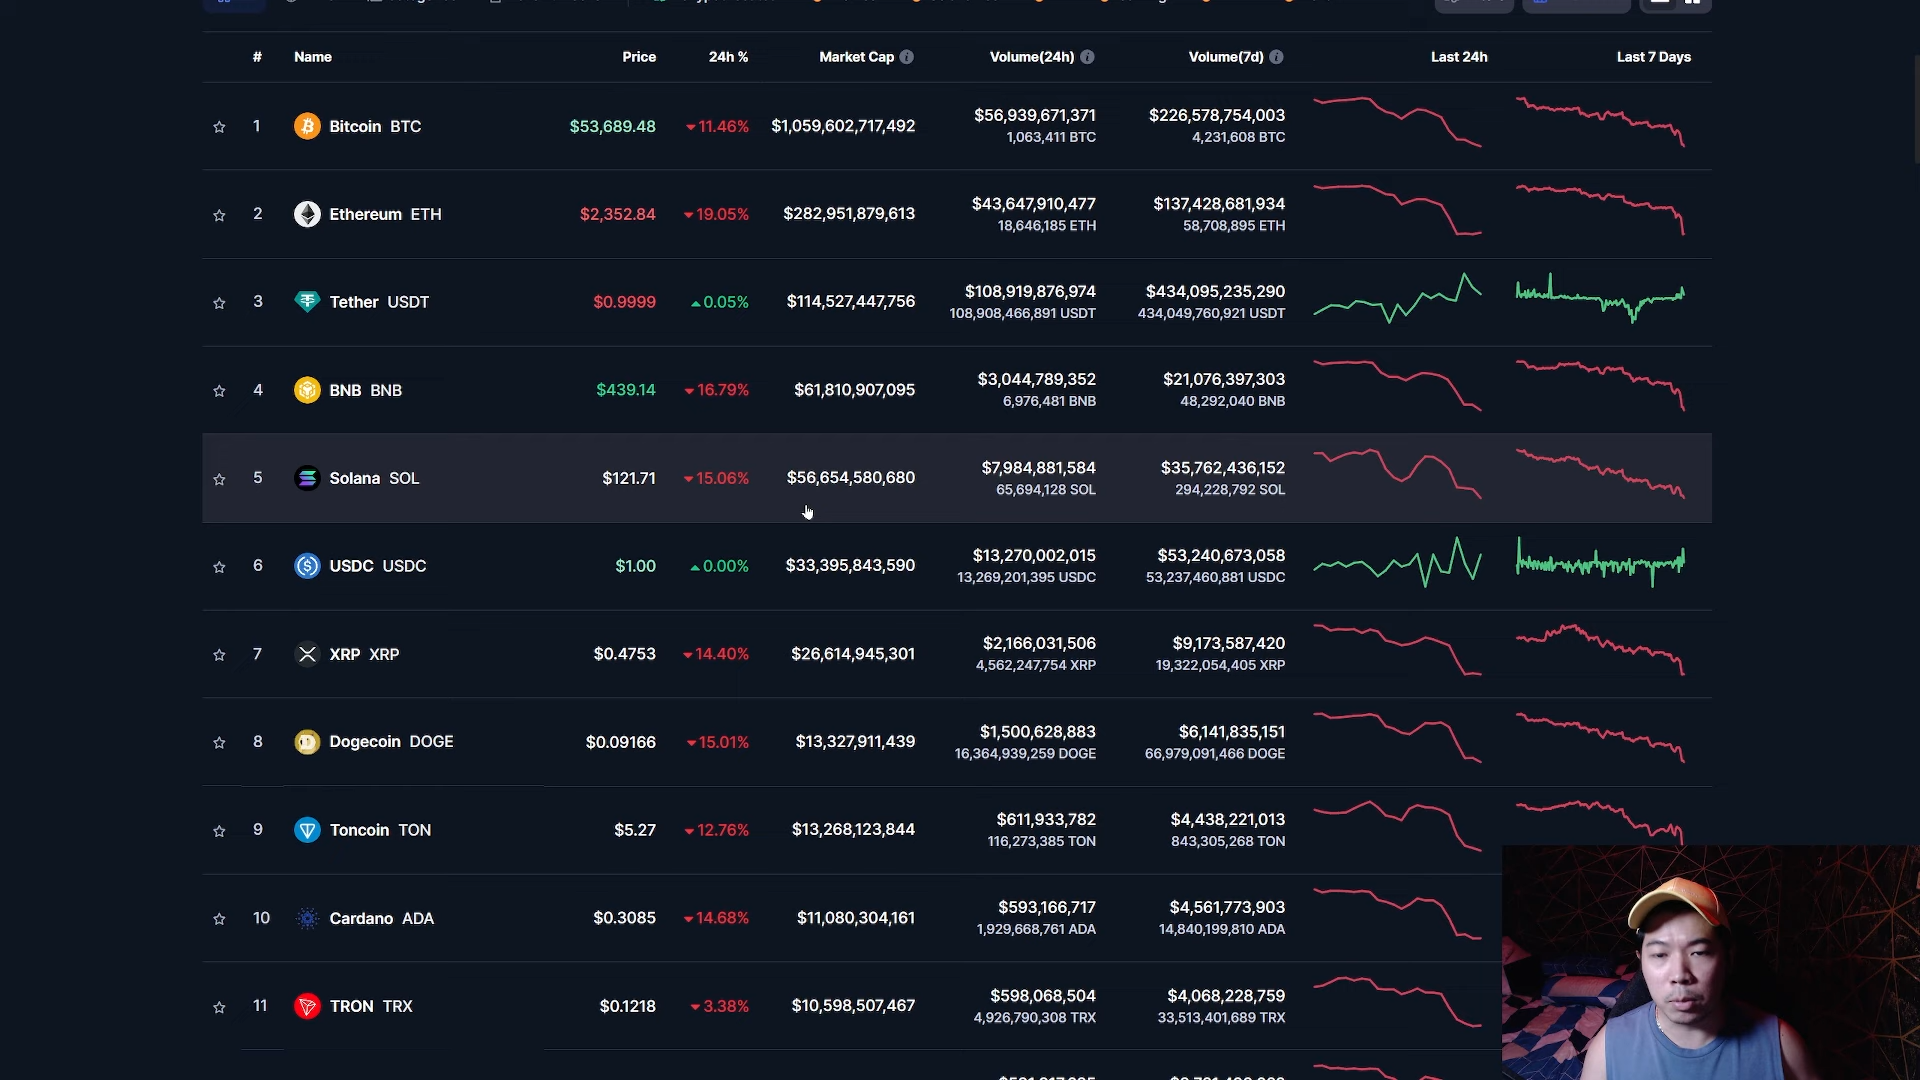 # Name Price 24h % Market Cap Volume(24h) Volume(7d) Last 24h Last 7 Days
1 Bitcoin BTC $53,689.48 11.46% $1,059,602,717,492 $56,939,671,371 $226,578,754,003
1,063,411 BTC 4,231,608 BTC
2 Ethereum ETH $2,352.84 19.05% $282,951,879,613 $43,647,910,477 $137,428,681,934
18,646,185 ETH 58,708,895 ETH
3 Tether USDT $0.9999 0.05% $114,527,447,756 $108,919,876,974 $434,095,235,290
108,908,466,891 USDT 434,049,760,921 USDT
4 BNB BNB $439.14 16.79% $61,810,907,095 $3,044,789,352 $21,076,397,303
6,976,481 BNB 48,292,040 BNB
5 Solana SOL $121.71 15.06% $56,654,580,680 $7,984,881,584 $35,762,436,152
65,694,128 SOL 294,228,792 SOL
6 USDC USDC $1.00 0.00% $33,395,843,590 $13,270,002,015 $53,240,673,058
13,269,201,395 USDC 53,237,460,881 USDC
7 XRP XRP $0.4753 14.40% $26,614,945,301 $2,166,031,506 $9,173,587,420
4,562,247,754 XRP 19,322,054,405 XRP
8 Dogecoin DOGE $0.09166 15.01% $13,327,911,439 $1,500,628,883 $6,141,835,151
16,364,939,259 DOGE 66,979,091,466 DOGE
9 Toncoin TON $5.27 12.76% $13,268,123,844 $611,933,782 $4,438,221,013
116,273,385 TON 843,305,268 TON
10 Cardano ADA $0.3085 14.68% $11,080,304,161 $593,166,717 $4,561,773,903
1,929,668,761 ADA 14,840,199,810 ADA
11 TRON TRX $0.1218 3.38% $10,598,507,467 $598,068,504 $4,068,228,759
4,926,790,308 TRX 33,513,401,689 TRX